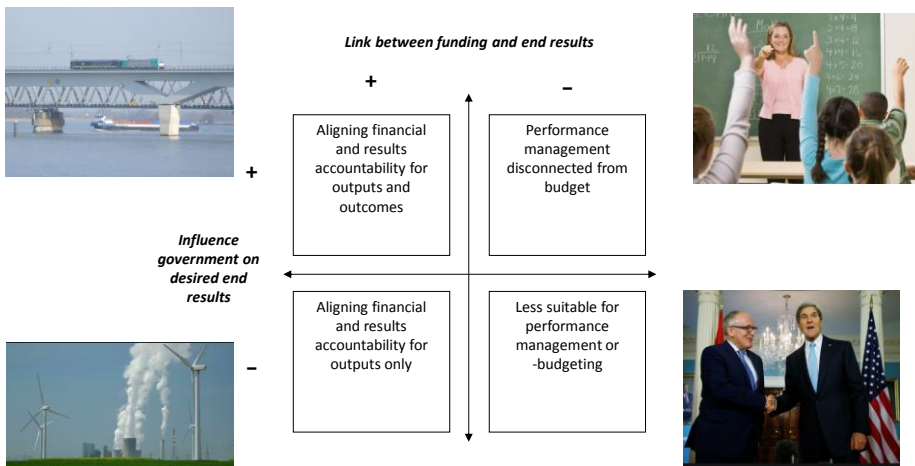 Link between funding and end results
+
–
Aligning financial
and results
accountability for
outputs and
outcomes
Performance
management
disconnected from
budget
+
Influence
government on
desired end
results
–
Aligning financial
and results
accountability for
outputs only
Less suitable for
performance
management or
-budgeting